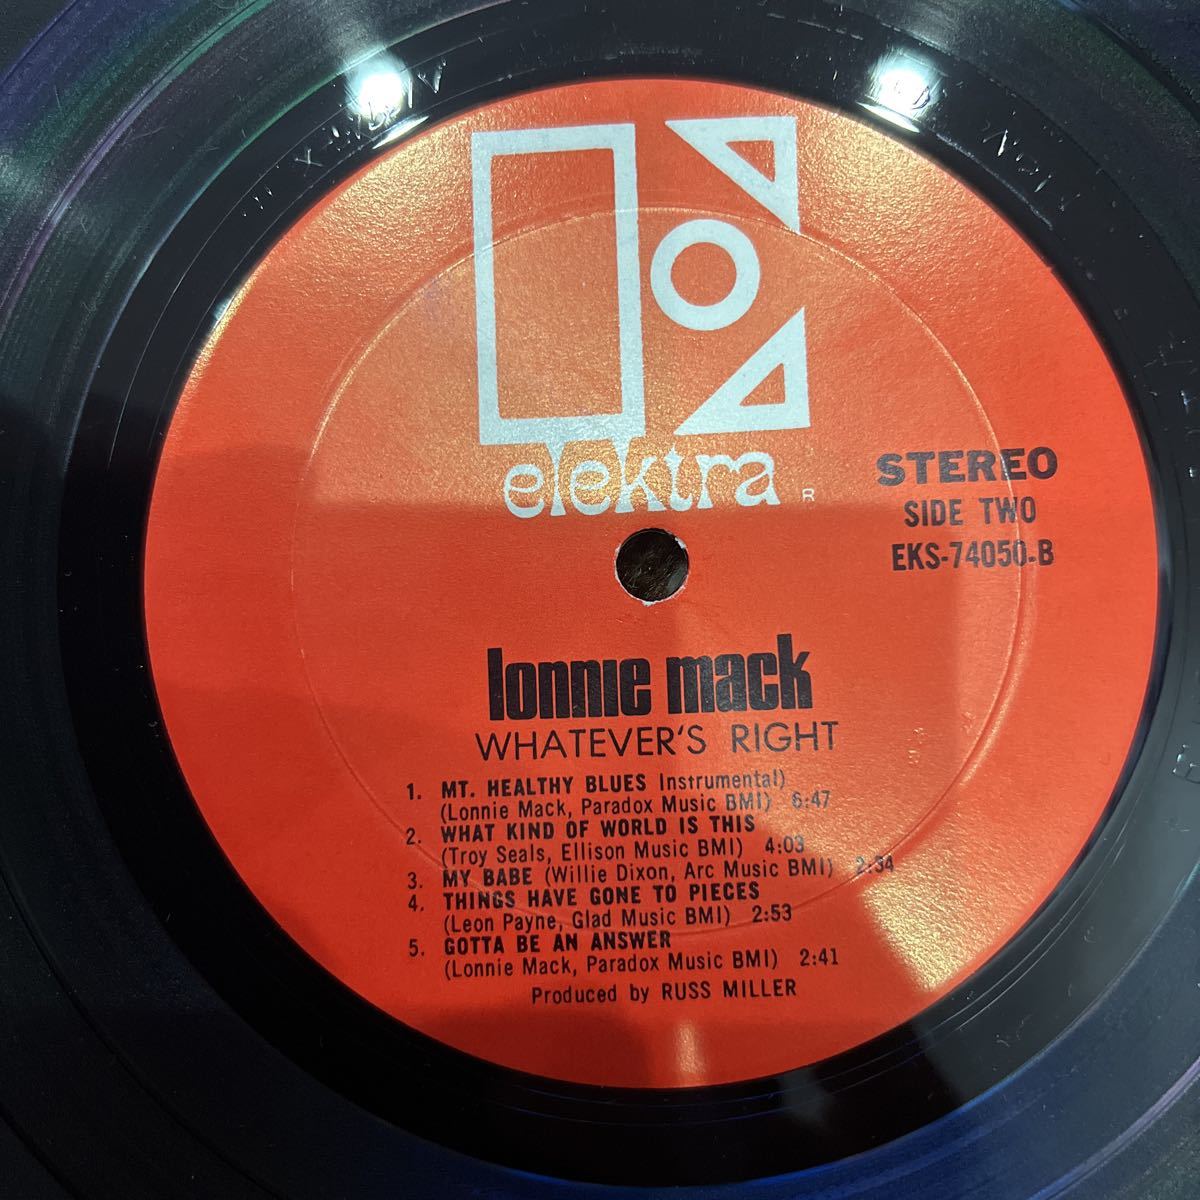 elektra R
STEREO
SIDE TWO
EKS-74050-B
lonnie mack
WHATEVER'S RIGHT
1. MT. HEALTHY BLUES Instrumental)
(Lonnie Mack, Paradox Music BMI) 6:47
2. WHAT KIND OF WORLD IS THIS
(Troy Seals, Ellison Music BMI) 4:03
3. MY BABE (Willie Dixon, Arc Music BMI) 2:34
4. THINGS HAVE GONE TO PIECES
(Leon Payne, Glad Music BMI) 2:53
5. GOTTA BE AN ANSWER
(Lonnie Mack, Paradox Music BMI) 2:41
Produced by RUSS MILLER